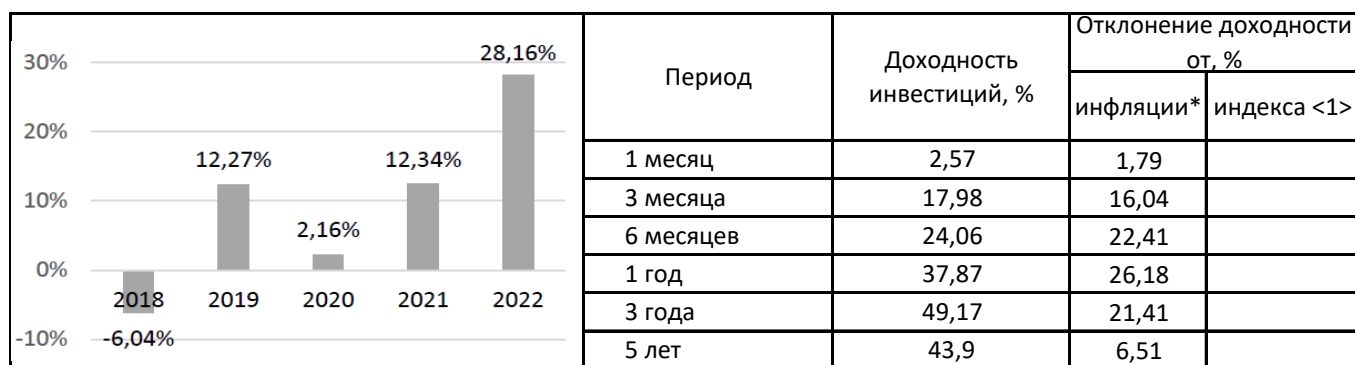 30%
20%
10%
0%
-10%
28,16%
12,27%
12,34%
2,16%
2018 2019 2020 2021 2022
-6,04%
Период
Доходность
инвестиций, %
Отклонение доходности
от, %
инфляции* индекса <1>
1 месяц 2,57 1,79
3 месяца 17,98 16,04
6 месяцев 24,06 22,41
1 год 37,87 26,18
3 года 49,17 21,41
5 лет 43,9 6,51